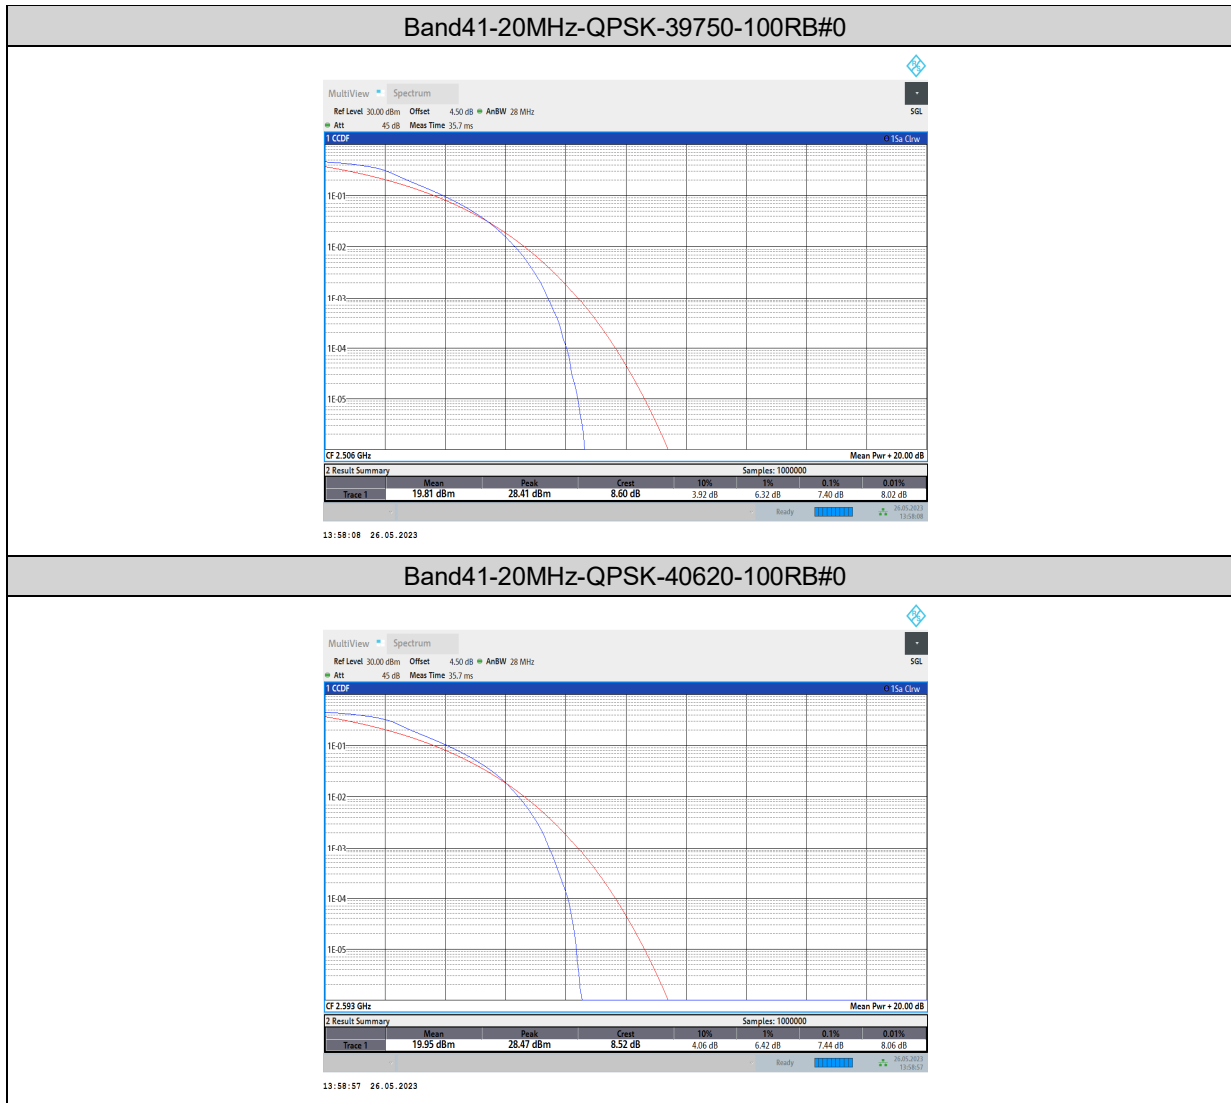 Band41-20MHz-QPSK-39750-100RB#0
MultiView Spectrum
Ref Level 30.00 dBm Offset 4.50 dB AnBW 28 MHz SGL
Att 45 dB Meas Time 35.7 ms
1 CCDF 1Sa Clrw
1E-01
1E-02
1E-03
1E-04
1E-05
CF 2.506 GHz Mean Pwr + 20.00 dB
2 Result Summary Samples: 1000000
Mean Peak Crest 10% 1% 0.1% 0.01%
Trace 1 19.81 dBm 28.41 dBm 8.60 dB 3.92 dB 6.32 dB 7.40 dB 8.02 dB
Ready 26.05.2023
13:58:08
13:58:08 26.05.2023
Band41-20MHz-QPSK-40620-100RB#0
MultiView Spectrum
Ref Level 30.00 dBm Offset 4.50 dB AnBW 28 MHz SGL
Att 45 dB Meas Time 35.7 ms
1 CCDF 1Sa Clrw
1E-01
1E-02
1E-03
1E-04
1E-05
CF 2.593 GHz Mean Pwr + 20.00 dB
2 Result Summary Samples: 1000000
Mean Peak Crest 10% 1% 0.1% 0.01%
Trace 1 19.95 dBm 28.47 dBm 8.52 dB 4.06 dB 6.42 dB 7.44 dB 8.06 dB
Ready 26.05.2023
13:58:57
13:58:57 26.05.2023